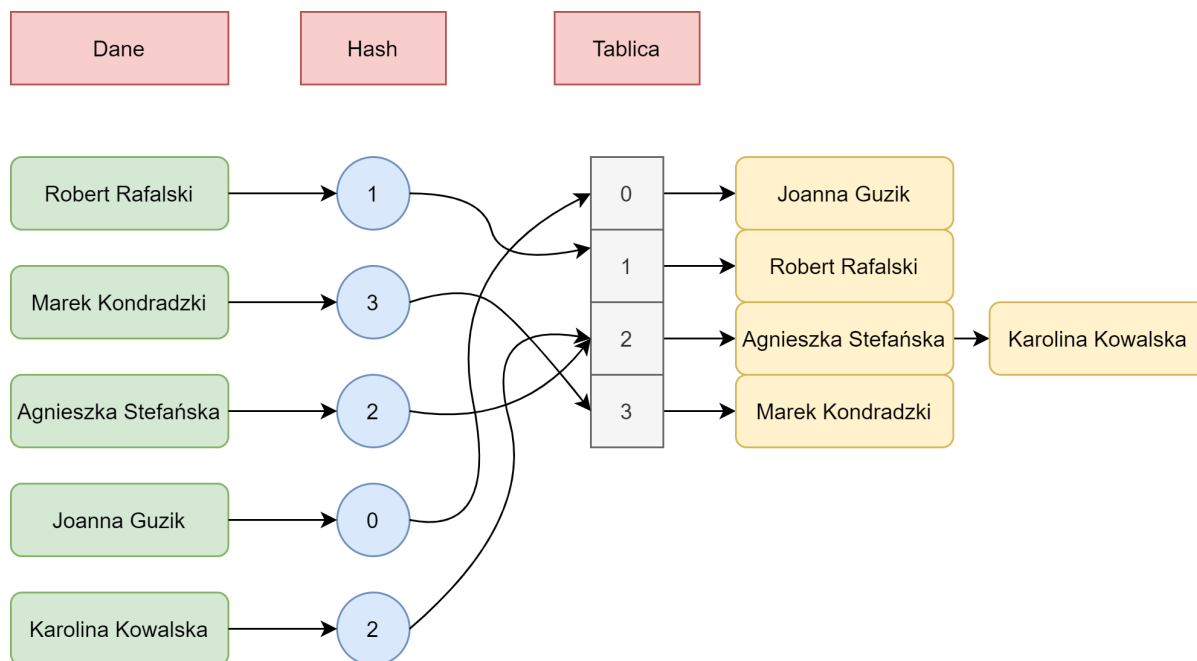 Dane
Hash
Tablica
Robert Rafalski
1
0
Joanna Guzik
1
Robert Rafalski
Marek Kondradzki
3
2
Agnieszka Stefańska
Karolina Kowalska
Agnieszka Stefańska
2
3
Marek Kondradzki
Joanna Guzik
0
Karolina Kowalska
2